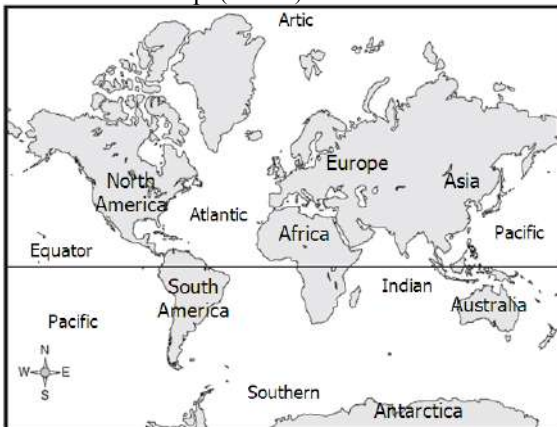 Artic
Europe
North
America
Asia
Atlantic
Africa
Pacific
Equator
South
America
Indian
Australia
Pacific
N
W E
S
Southern
Antarctica